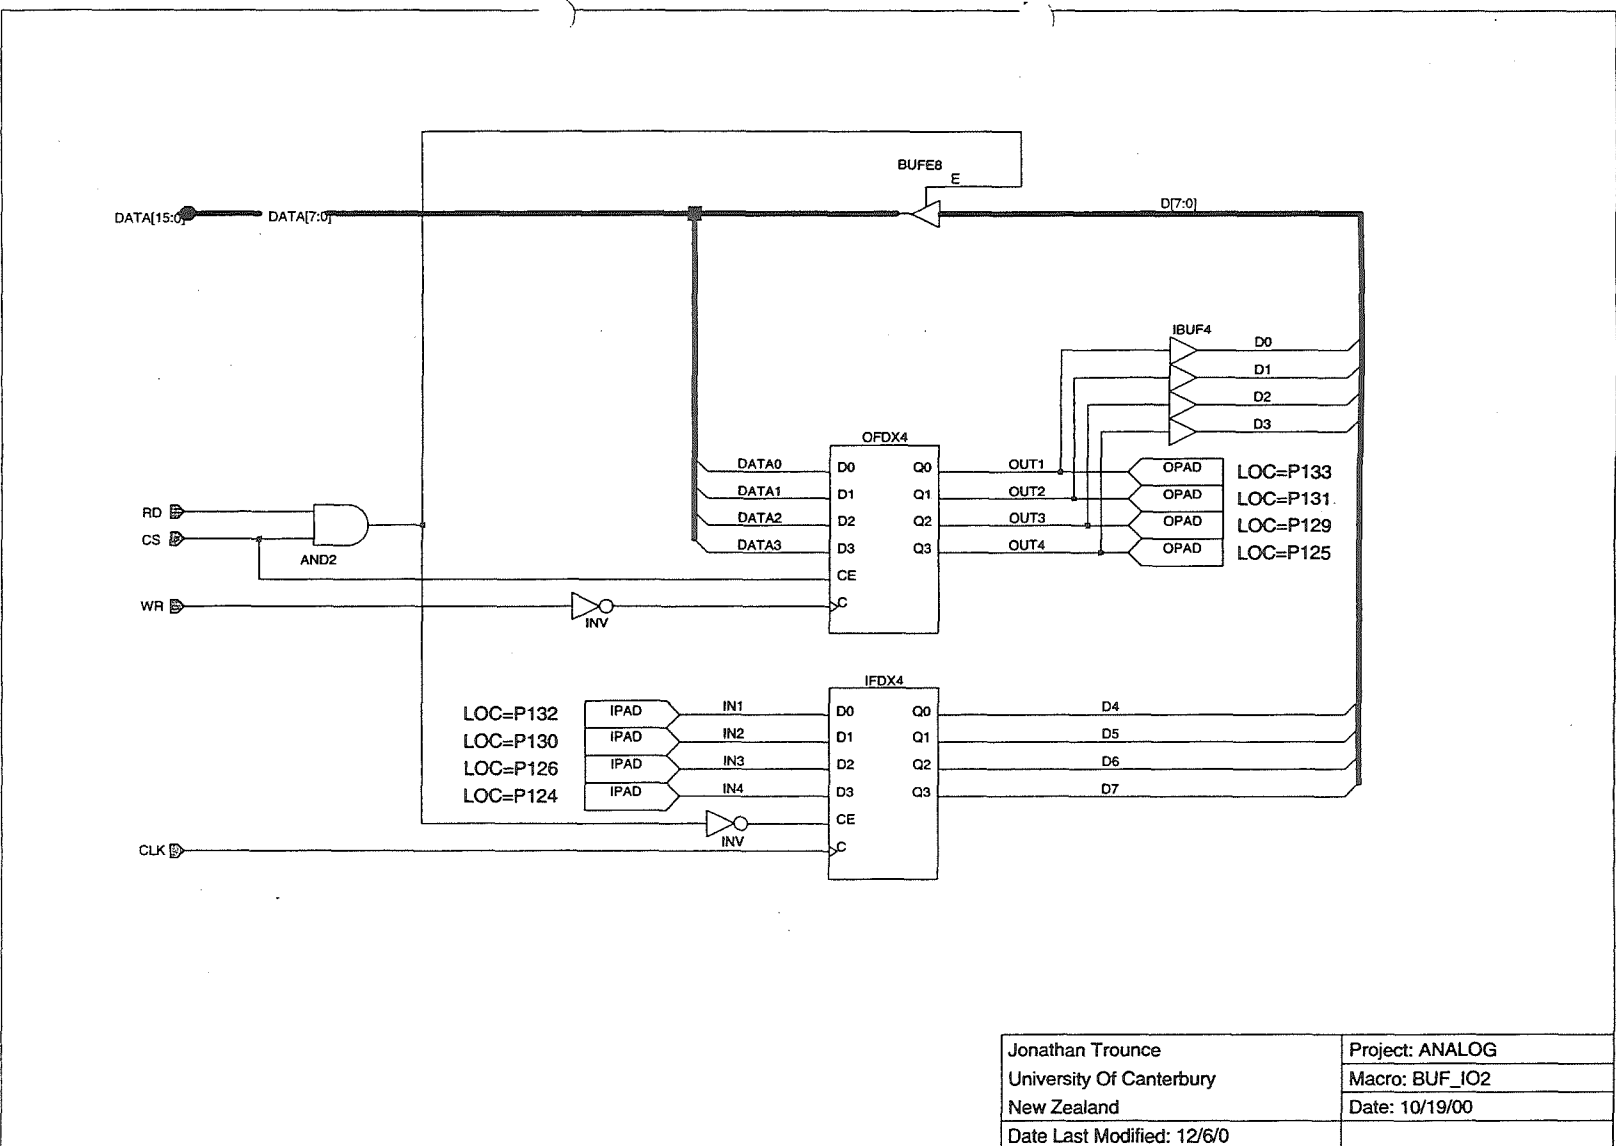 BUFE8
E
DATA[15:0]
DATA[7:0]
D[7:0]
IBUF4
D0
D1
D2
D3
OFDX4
DATA0 D0 Q0 OUT1 OPAD LOC=P133
DATA1 D1 Q1 OUT2 OPAD LOC=P131
DATA2 D2 Q2 OUT3 OPAD LOC=P129
DATA3 D3 Q3 OUT4 OPAD LOC=P125
RD
CS
AND2
CE
WR
INV
C
IFDX4
LOC=P132 IPAD IN1 D0 Q0 D4
LOC=P130 IPAD IN2 D1 Q1 D5
LOC=P126 IPAD IN3 D2 Q2 D6
LOC=P124 IPAD IN4 D3 Q3 D7
CE
INV
CLK
C
Jonathan Trounce
University Of Canterbury
New Zealand
Date Last Modified: 12/6/0
Project: ANALOG
Macro: BUF_IO2
Date: 10/19/00